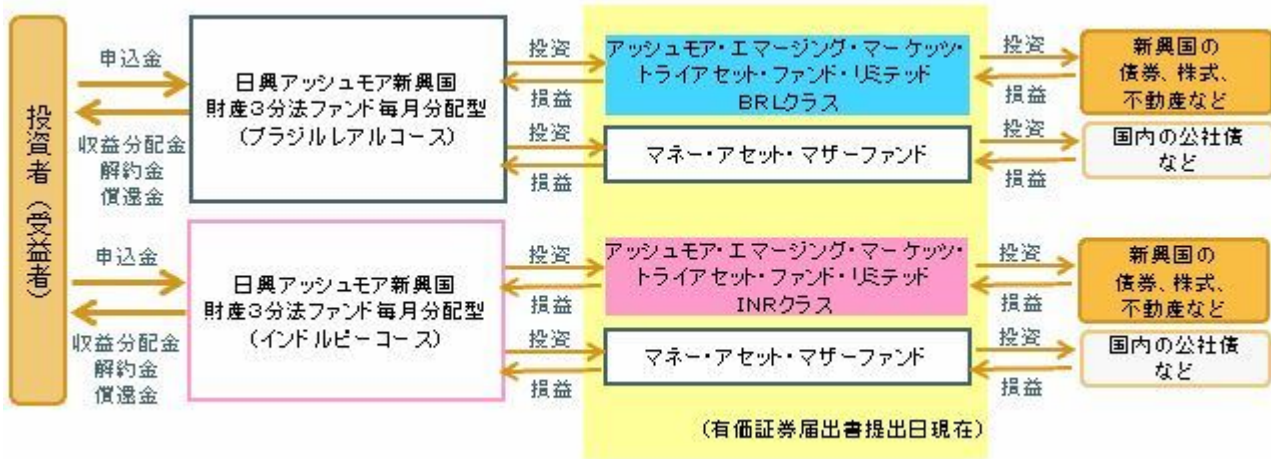 投資者（受益者）
申込金
収益分配金
解約金
償還金
日興アッシュモア新興国
財産3分法ファンド毎月分配型
（ブラジルレアルコース）
投資
損益
投資
損益
アッシュモア・エマージング・マーケッツ・
トライアセット・ファンド・リミテッド
BRLクラス
マネー・アセット・マザーファンド
投資
損益
投資
損益
新興国の
債券、株式、
不動産など
国内の公社債
など
申込金
収益分配金
解約金
償還金
日興アッシュモア新興国
財産3分法ファンド毎月分配型
（インドルピーコース）
投資
損益
投資
損益
アッシュモア・エマージング・マーケッツ・
トライアセット・ファンド・リミテッド
INRクラス
マネー・アセット・マザーファンド
投資
損益
投資
損益
新興国の
債券、株式、
不動産など
国内の公社債
など
（有価証券届出書提出日現在）